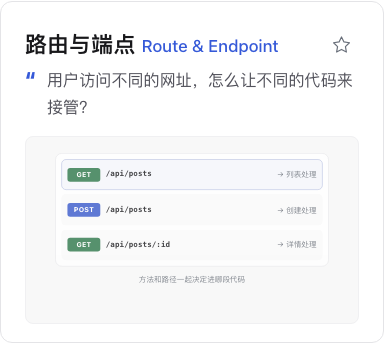 路由与端点 Route & Endpoint
“ 用户访问不同的网址，怎么让不同的代码来
接管？
GET /api/posts → 列表处理
POST /api/posts → 创建处理
GET /api/posts/:id → 详情处理
方法和路径一起决定进哪段代码